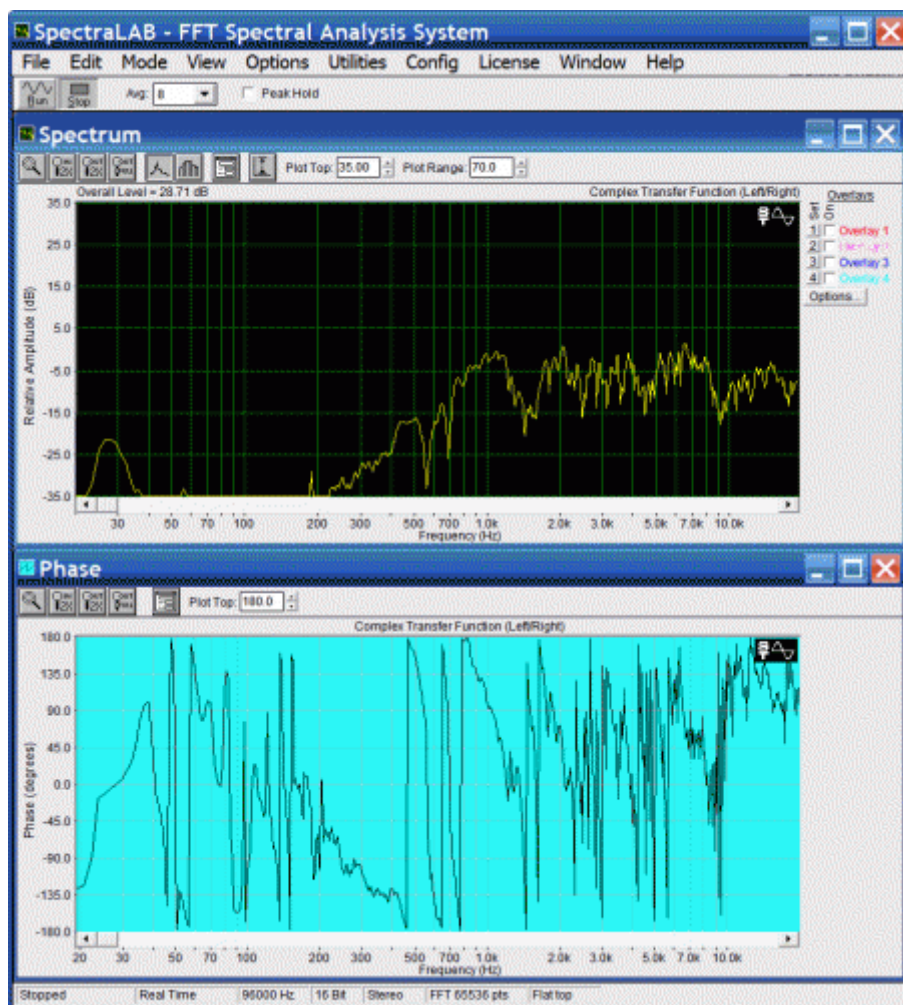 SpectraLAB - FFT Spectral Analysis System
File Edit Mode View Options Utilities Config License Window Help
Run Stop Avg: 8 Peak Hold
Spectrum
Plot Top: 35.00 Plot Range: 70.0
Overall Level = 28.71 dB Complex Transfer Function (Left/Right)
Set On Overlays
1 Overlay 1
2
3 Overlay 3
4 Overlay 4
Options...
Relative Amplitude (dB)
35.0
25.0
15.0
5.0
-5.0
-15.0
-25.0
-35.0
30 50 70 100 200 300 500 700 1.0k 2.0k 3.0k 5.0k 7.0k 10.0k
Frequency (Hz)
Phase
Plot Top: 180.0
Complex Transfer Function (Left/Right)
Phase (degrees)
180.0
135.0
90.0
45.0
0.0
-45.0
-90.0
-135.0
-180.0
20 30 50 70 100 200 300 500 700 1.0k 2.0k 3.0k 5.0k 7.0k 10.0k
Frequency (Hz)
Stopped Real Time 96000 Hz 16 Bit Stereo FFT 65536 pts Flat top